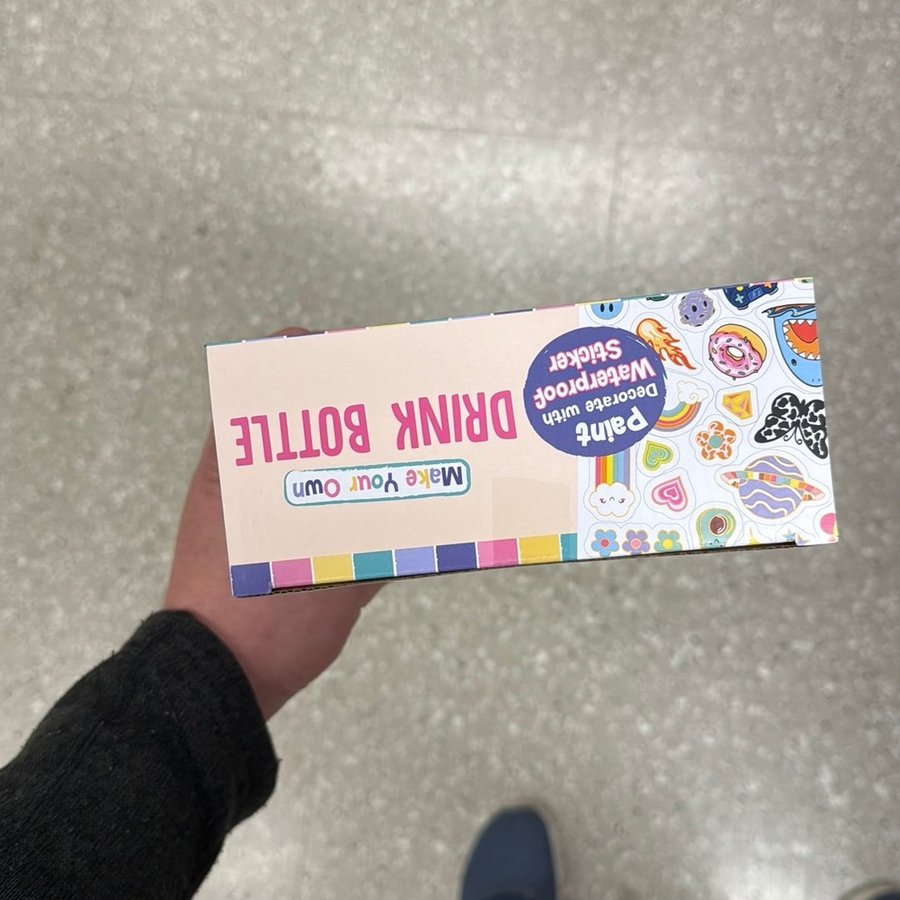 Make Your Own
DRINK BOTTLE
Paint
Decorate with
Waterproof
Sticker